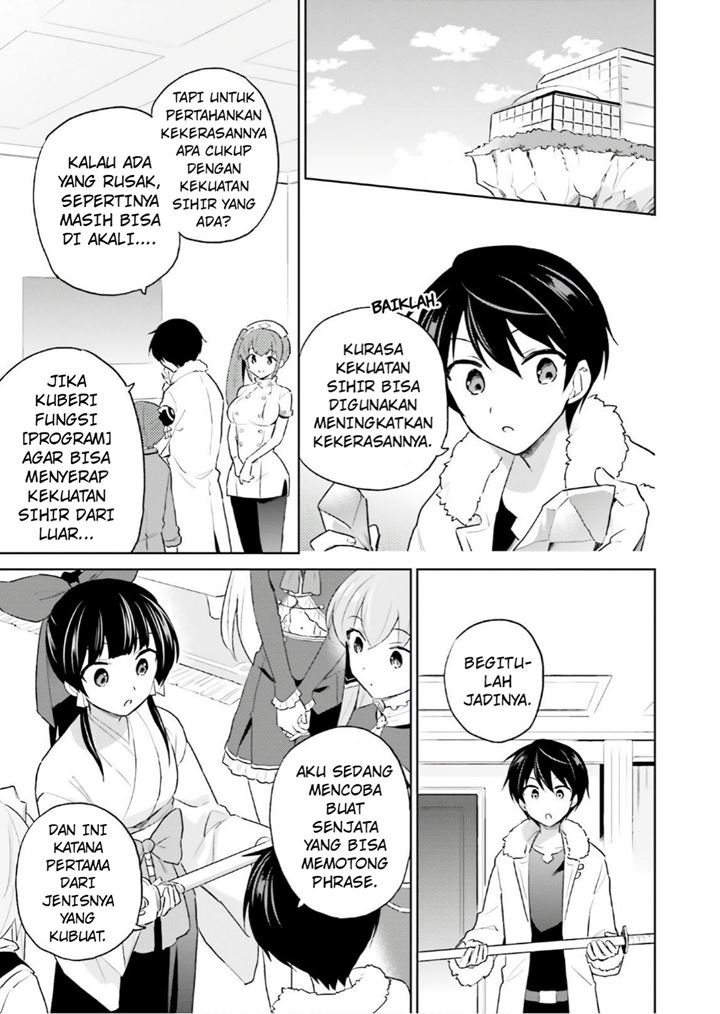 BAIKLAH.
KURASA
KEKUATAN
SIHIR BISA
DIGUNAKAN
MENINGKATKAN
KEKERASANNYA.
TAPI UNTUK
PERTAHANKAN
KEKERASANNYA
APA CUKUP
DENGAN
KEKUATAN
SIHIR YANG
ADA?
KALAU ADA
YANG RUSAK,
SEPERTINYA
MASIH BISA
DI AKALI....
JIKA
KUBERI
FUNGSI
[PROGRAM]
AGAR BISA
MENYERAP
KEKUATAN
SIHIR DARI
LUAR...
BEGITU-
LAH
JADINYA.
AKU SEDANG
MENCOBA
BUAT
SENJATA
YANG BISA
MEMOTONG
PHRASE.
DAN INI
KATANA
PERTAMA
DARI
JENISNYA
YANG
KUBUAT.